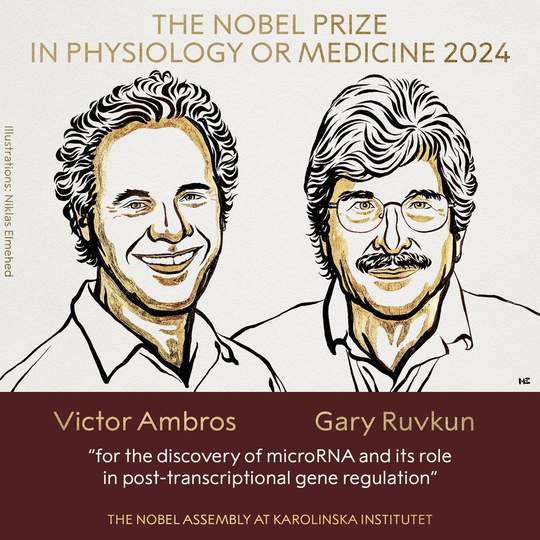 THE NOBEL PRIZE
IN PHYSIOLOGY OR MEDICINE 2024
Illustrations: Niklas Elmehed
Victor Ambros
Gary Ruvkun
“for the discovery of microRNA and its role
in post-transcriptional gene regulation”
THE NOBEL ASSEMBLY AT KAROLINSKA INSTITUTET